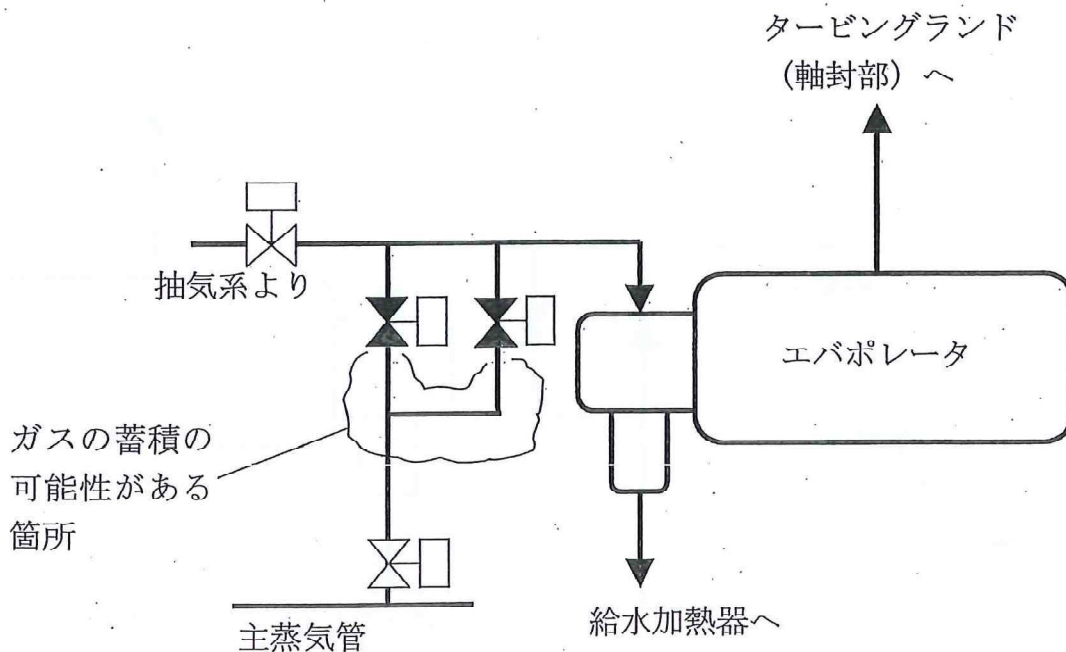 タービングランド
(軸封部) へ
抽気系より
エバポレータ
ガスの蓄積の
可能性がある
箇所
主蒸気管
給水加熱器へ